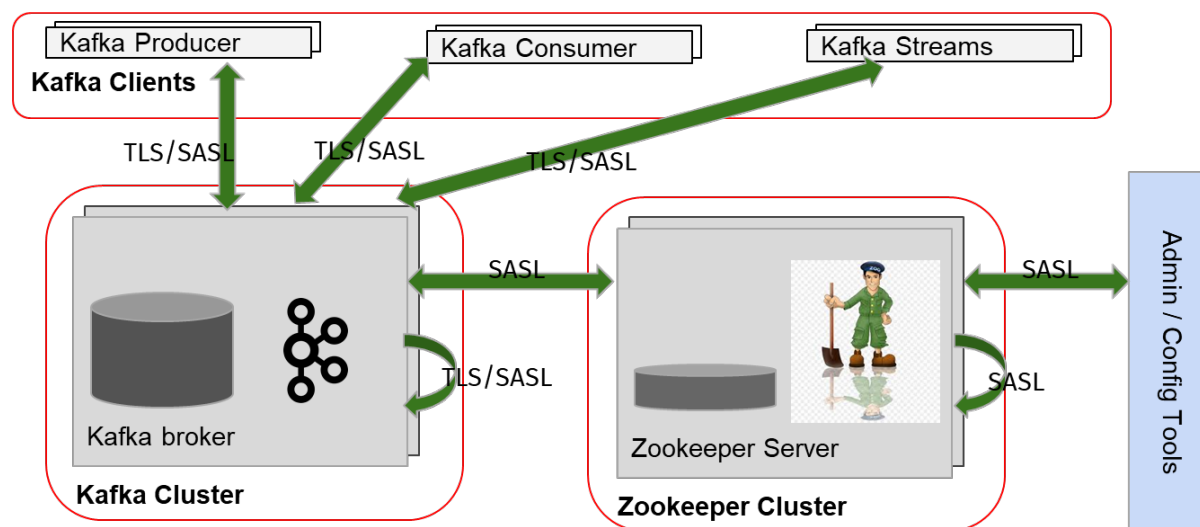 Kafka Producer
Kafka Consumer
Kafka Streams
Kafka Clients
TLS/SASL
TLS/SASL
TLS/SASL
SASL
SASL
TLS/SASL
SASL
Kafka broker
Zookeeper Server
Kafka Cluster
Zookeeper Cluster
Admin / Config Tools